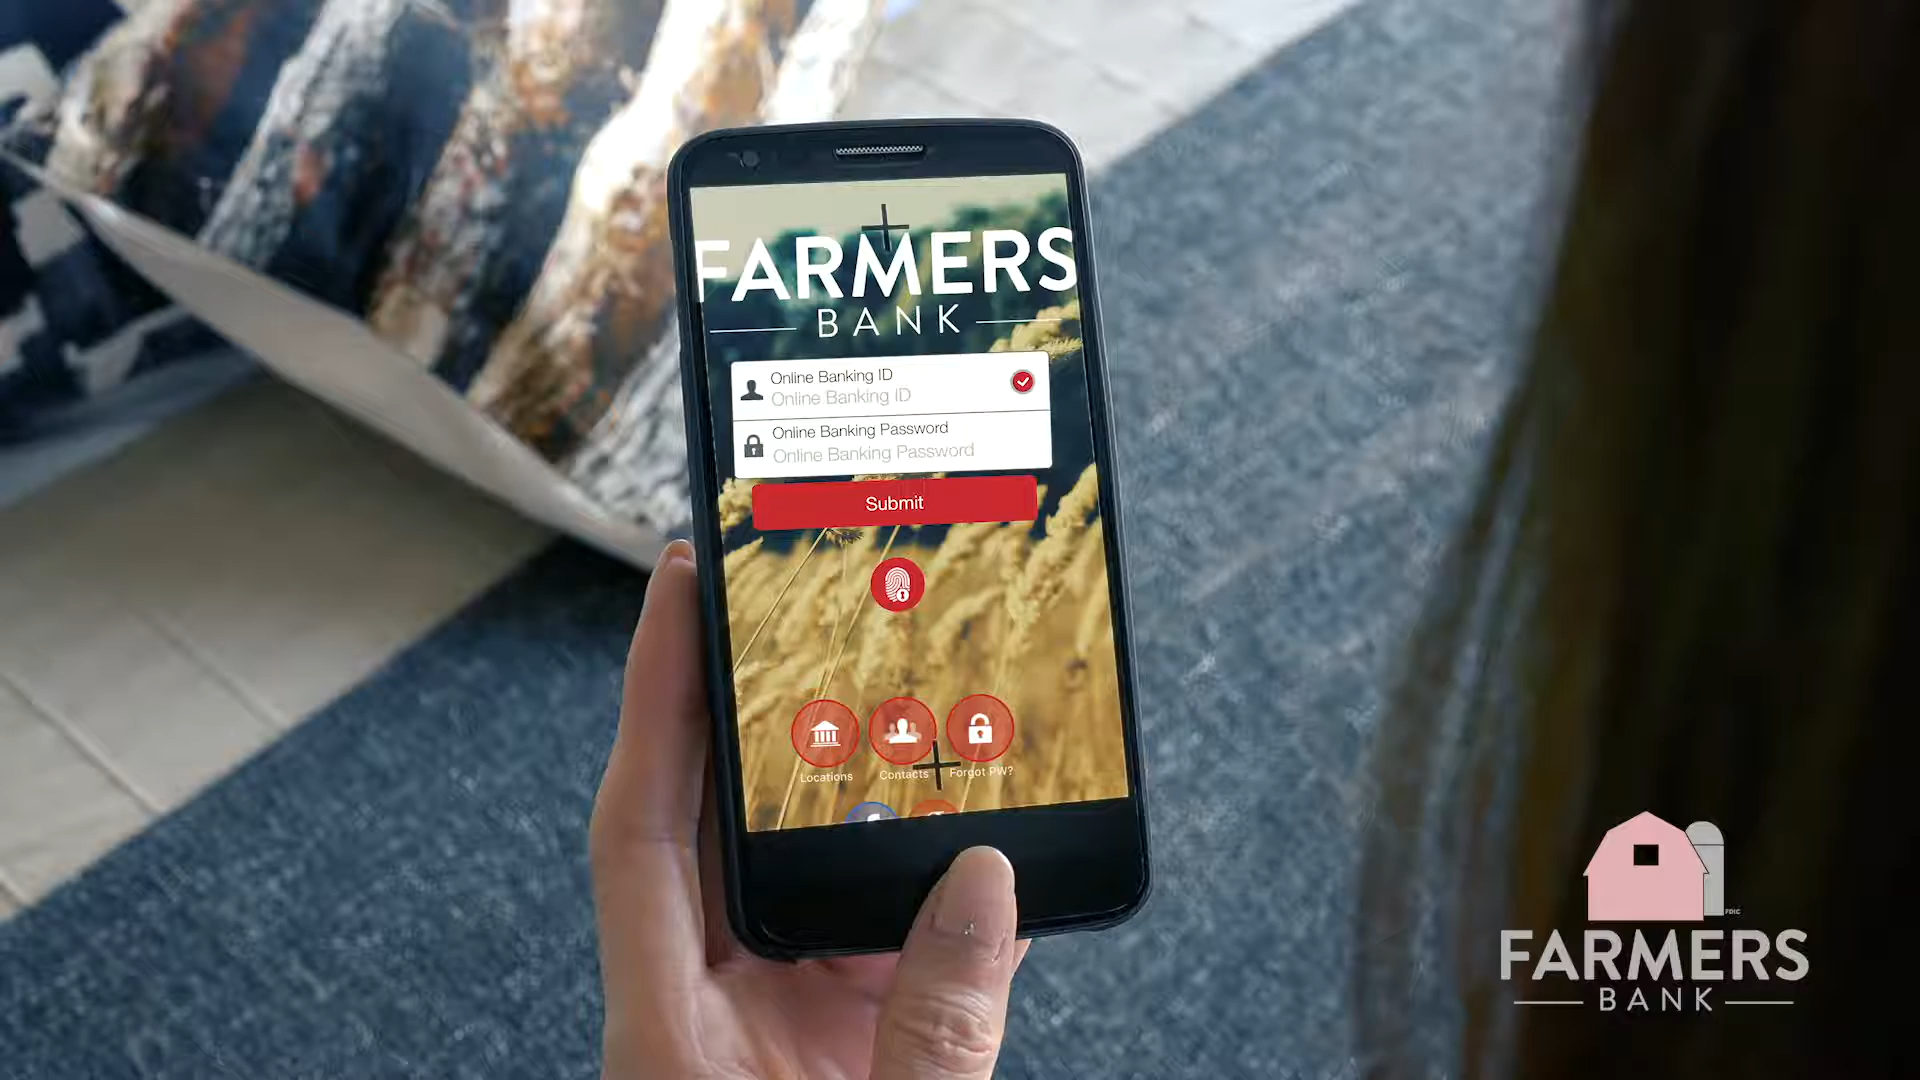 FARMERS
BANK
Online Banking ID
Online Banking ID
Online Banking Password
Online Banking Password
Submit
Locations
Contacts
Forgot PW?
FDIC
FARMERS
BANK